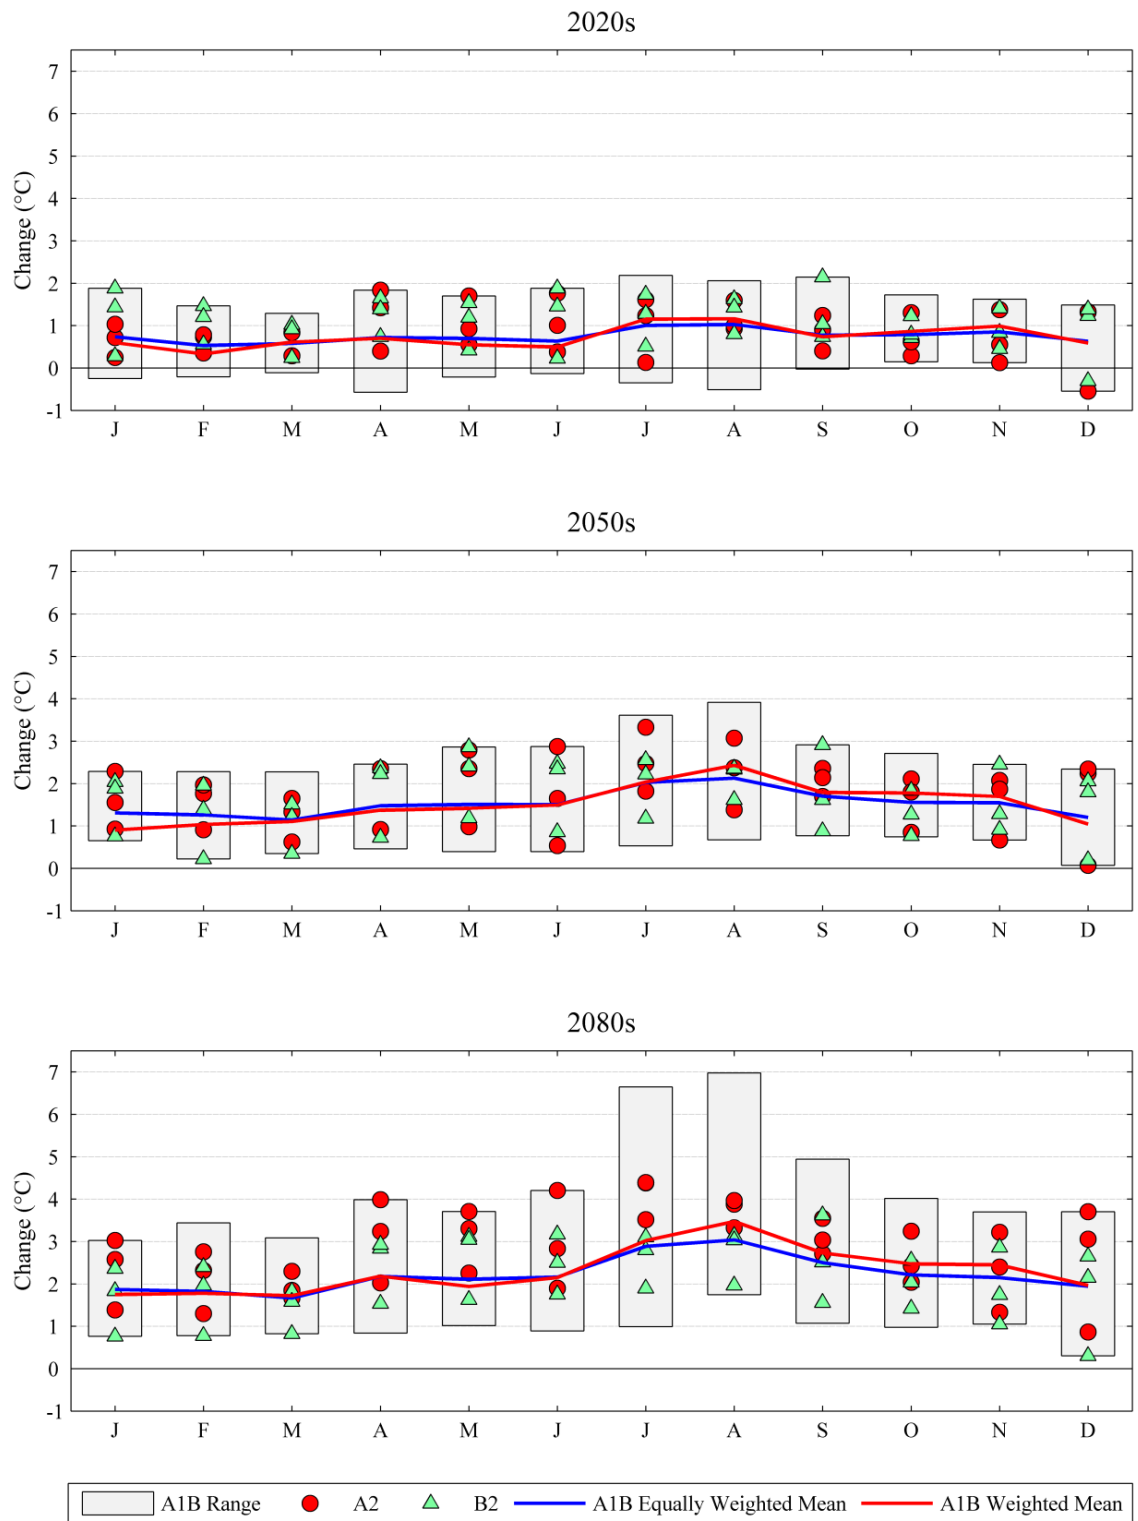 2020s
7
6
5
4
3
2
1
0
-1
Change (°C)
J F M A M J J A S O N D
2050s
7
6
5
4
3
2
1
0
-1
Change (°C)
J F M A M J J A S O N D
2080s
7
6
5
4
3
2
1
0
-1
Change (°C)
J F M A M J J A S O N D
A1B Range A2 B2 A1B Equally Weighted Mean A1B Weighted Mean